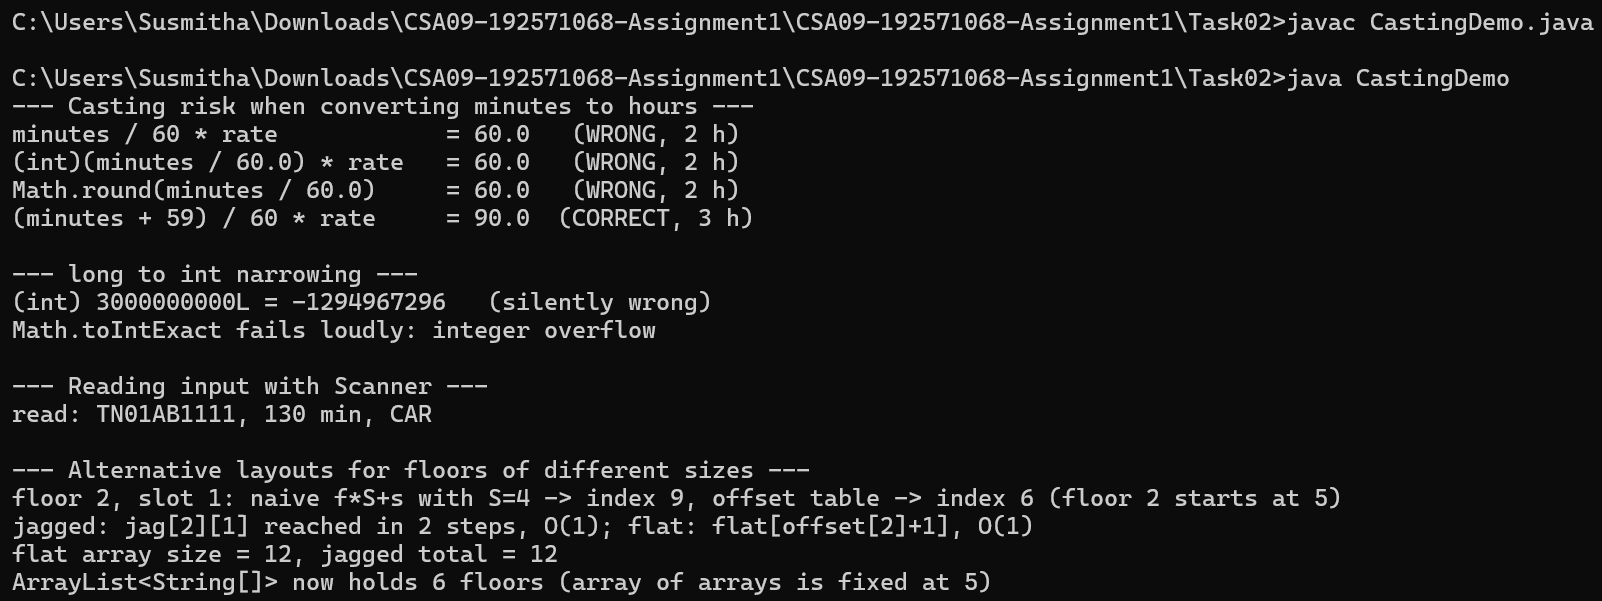 C:\Users\Susmitha\Downloads\CSA09-192571068-Assignment1\CSA09-192571068-Assignment1\Task02>javac CastingDemo.java
C:\Users\Susmitha\Downloads\CSA09-192571068-Assignment1\CSA09-192571068-Assignment1\Task02>java CastingDemo
--- Casting risk when converting minutes to hours ---
minutes / 60 * rate            = 60.0   (WRONG, 2 h)
(int)(minutes / 60.0) * rate   = 60.0   (WRONG, 2 h)
Math.round(minutes / 60.0)     = 60.0   (WRONG, 2 h)
(minutes + 59) / 60 * rate     = 90.0  (CORRECT, 3 h)
--- long to int narrowing ---
(int) 3000000000L = -1294967296   (silently wrong)
Math.toIntExact fails loudly: integer overflow
--- Reading input with Scanner ---
read: TN01AB1111, 130 min, CAR
--- Alternative layouts for floors of different sizes ---
floor 2, slot 1: naive f*S+s with S=4 -> index 9, offset table -> index 6 (floor 2 starts at 5)
jagged: jag[2][1] reached in 2 steps, O(1); flat: flat[offset[2]+1], O(1)
flat array size = 12, jagged total = 12
ArrayList<String[]> now holds 6 floors (array of arrays is fixed at 5)